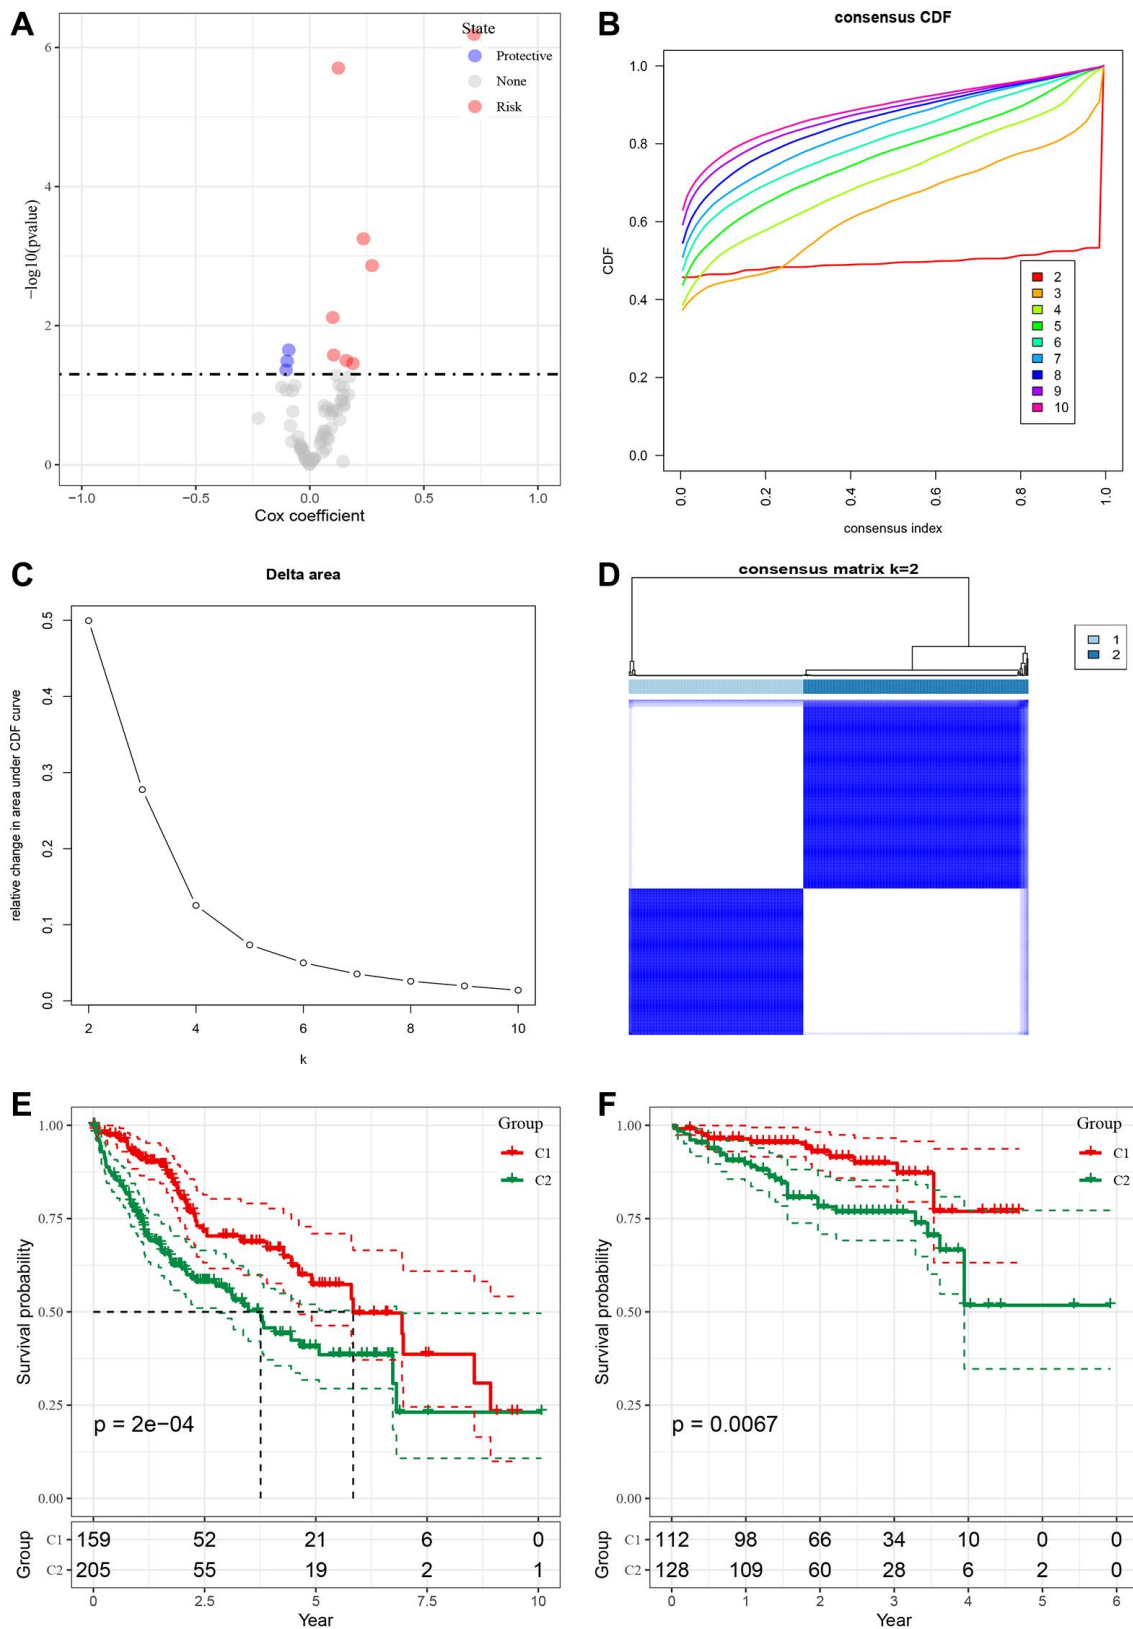 A
State
Protective
None
Risk
6
4
2
0
−log10(pvalue)
−1.0 −0.5 0.0 0.5 1.0
Cox coefficient
B
consensus CDF
1.0
0.8
0.6
0.4
0.2
0.0
CDF
2
3
4
5
6
7
8
9
10
0.0 0.2 0.4 0.6 0.8 1.0
consensus index
C
Delta area
0.5
0.4
0.3
0.2
0.1
0.0
relative change in area under CDF curve
2 4 6 8 10
k
D
consensus matrix k=2
1
2
E
Group
C1
C2
1.00
0.75
0.50
0.25
0.00
Survival probability
p = 2e−04
Group
C1 159 52 21 6 0
C2 205 55 19 2 1
0 2.5 5 7.5 10
Year
F
Group
C1
C2
1.00
0.75
0.50
0.25
0.00
Survival probability
p = 0.0067
Group
C1 112 98 66 34 10 0 0
C2 128 109 60 28 6 2 0
0 1 2 3 4 5 6
Year